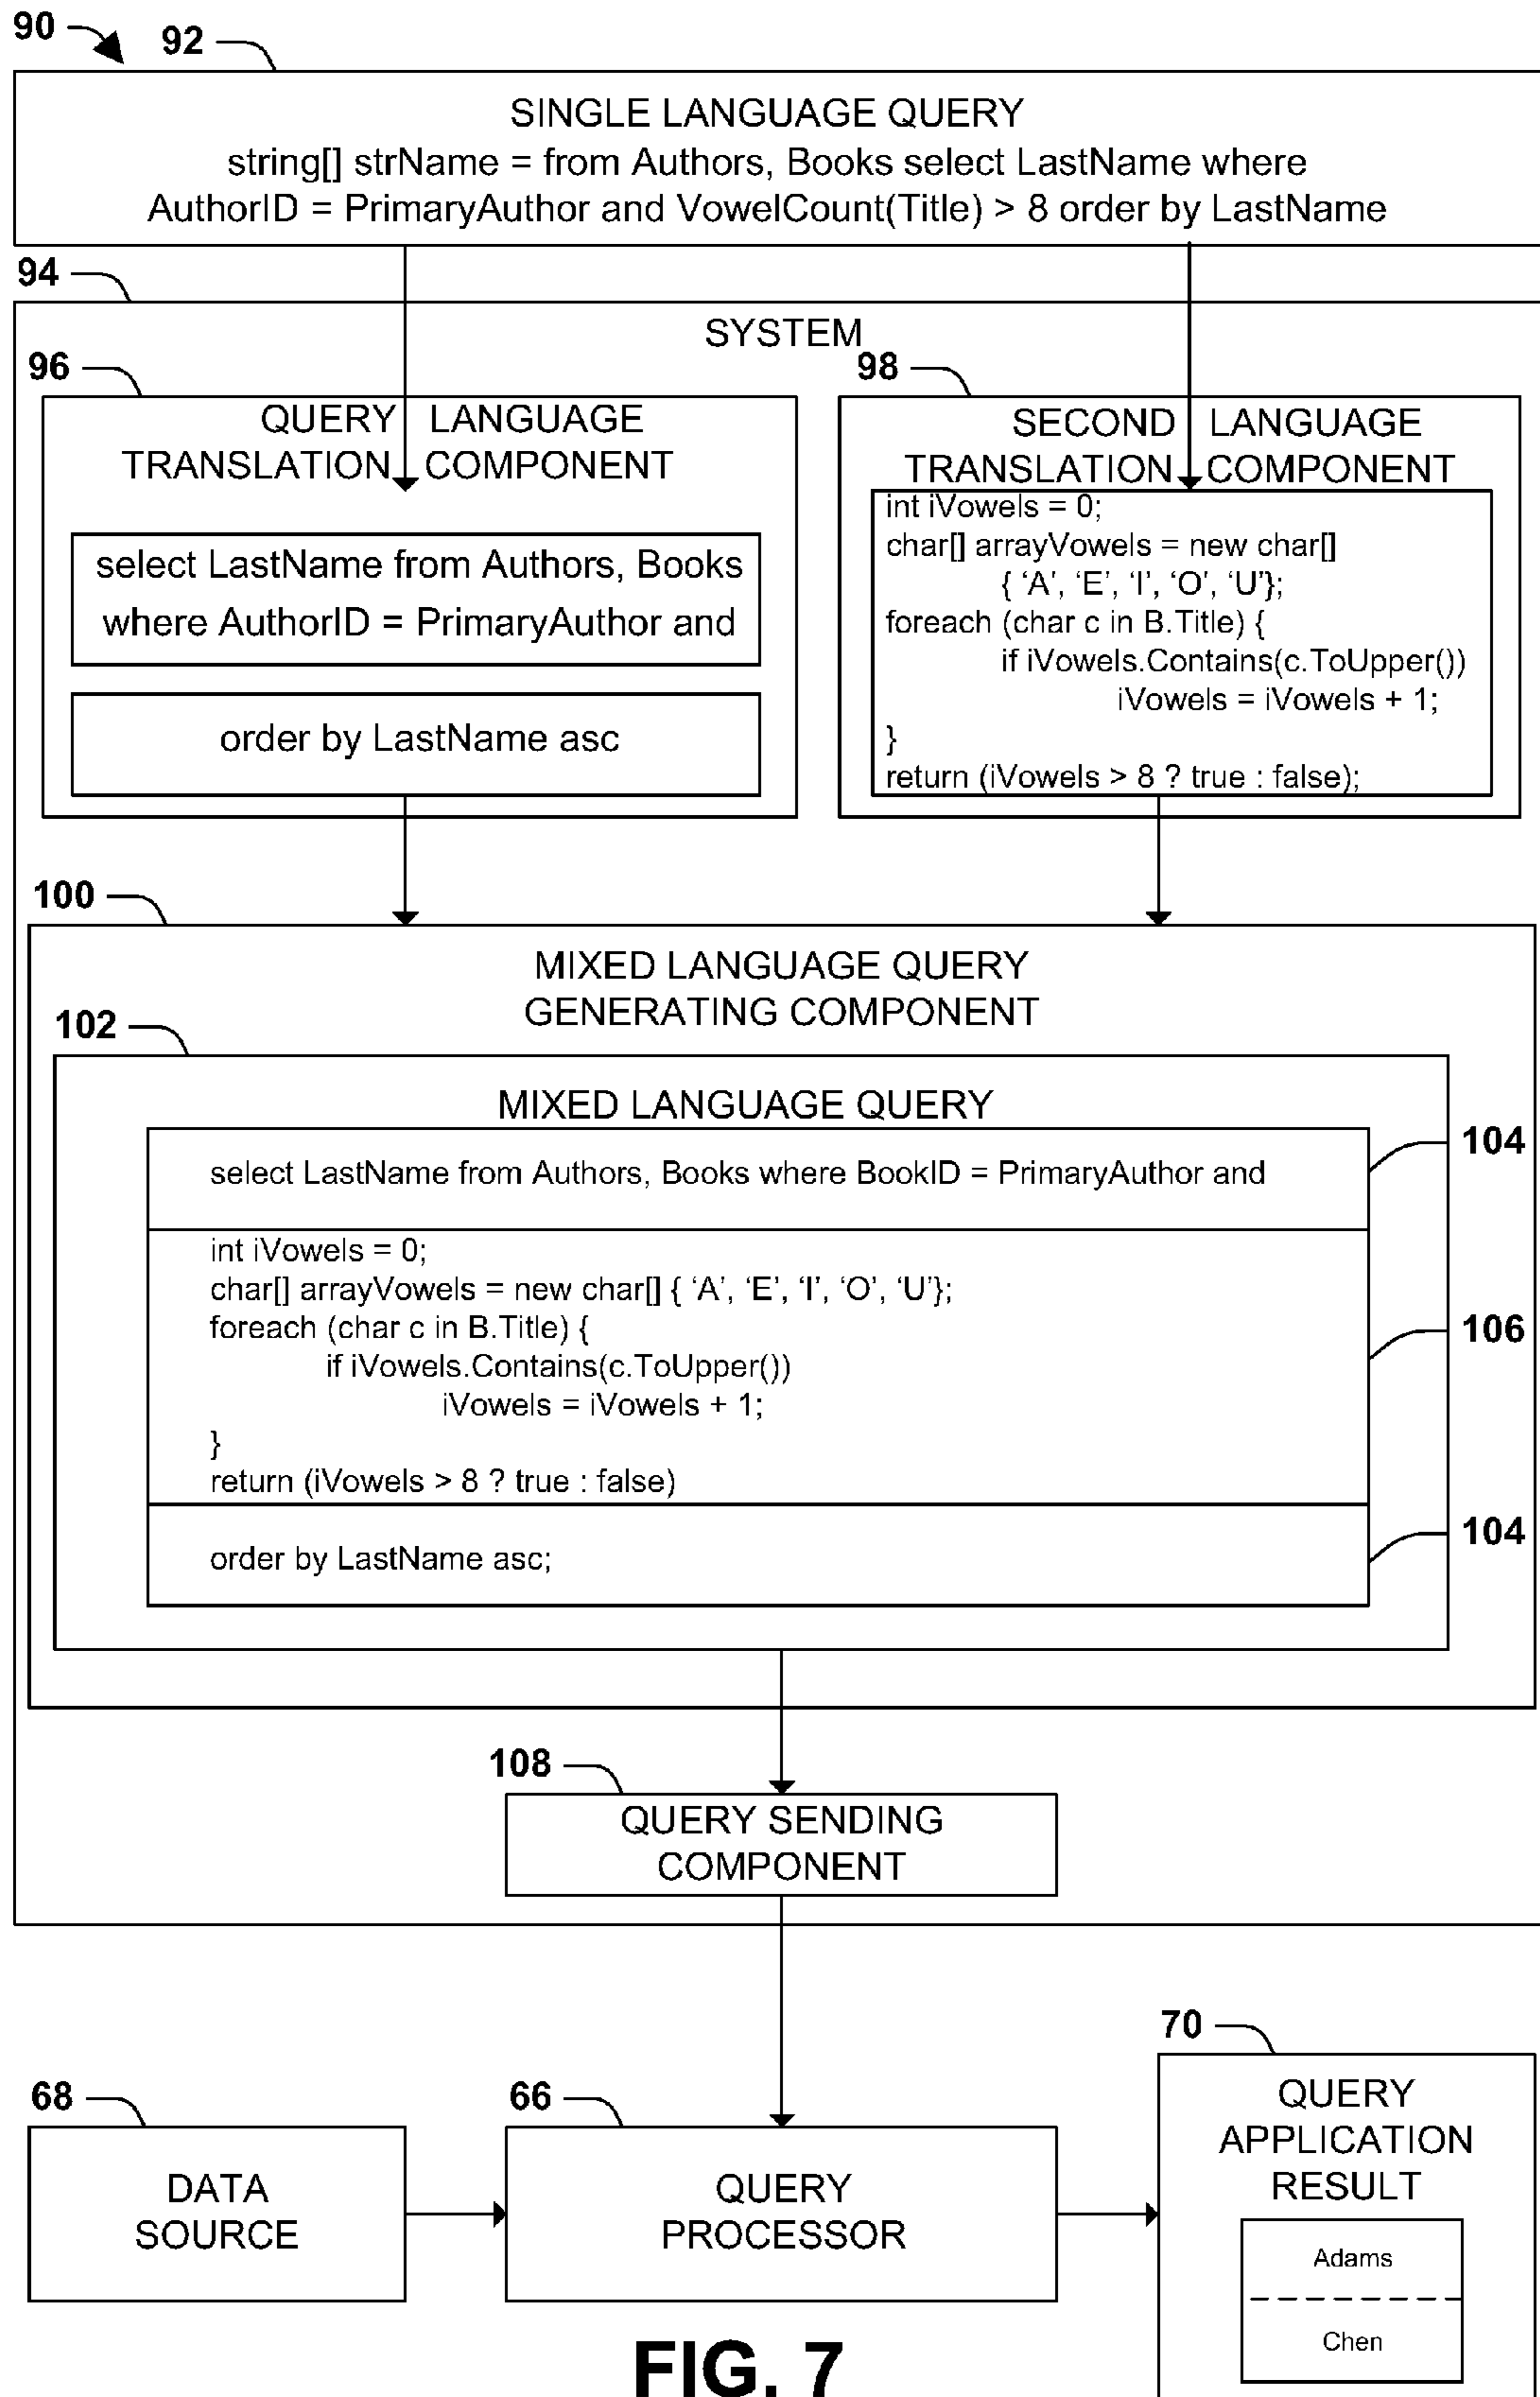 90
92
SINGLE LANGUAGE QUERY
string[] strName = from Authors, Books select LastName where
AuthorID = PrimaryAuthor and VowelCount(Title) > 8 order by LastName
94
SYSTEM
96
QUERY LANGUAGE
TRANSLATION COMPONENT
select LastName from Authors, Books
where AuthorID = PrimaryAuthor and
order by LastName asc
98
SECOND LANGUAGE
TRANSLATION COMPONENT
int iVowels = 0;
char[] arrayVowels = new char[]
{ ‘A’, ‘E’, ‘I’, ‘O’, ‘U’};
foreach (char c in B.Title) {
if iVowels.Contains(c.ToUpper())
iVowels = iVowels + 1;
}
return (iVowels > 8 ? true : false);
100
MIXED LANGUAGE QUERY
GENERATING COMPONENT
102
MIXED LANGUAGE QUERY
104
select LastName from Authors, Books where BookID = PrimaryAuthor and
int iVowels = 0;
char[] arrayVowels = new char[] { ‘A’, ‘E’, ‘I’, ‘O’, ‘U’};
foreach (char c in B.Title) {
106
if iVowels.Contains(c.ToUpper())
iVowels = iVowels + 1;
}
return (iVowels > 8 ? true : false)
104
order by LastName asc;
108
QUERY SENDING
COMPONENT
68
DATA
SOURCE
66
QUERY
PROCESSOR
70
QUERY
APPLICATION
RESULT
Adams
Chen
FIG. 7